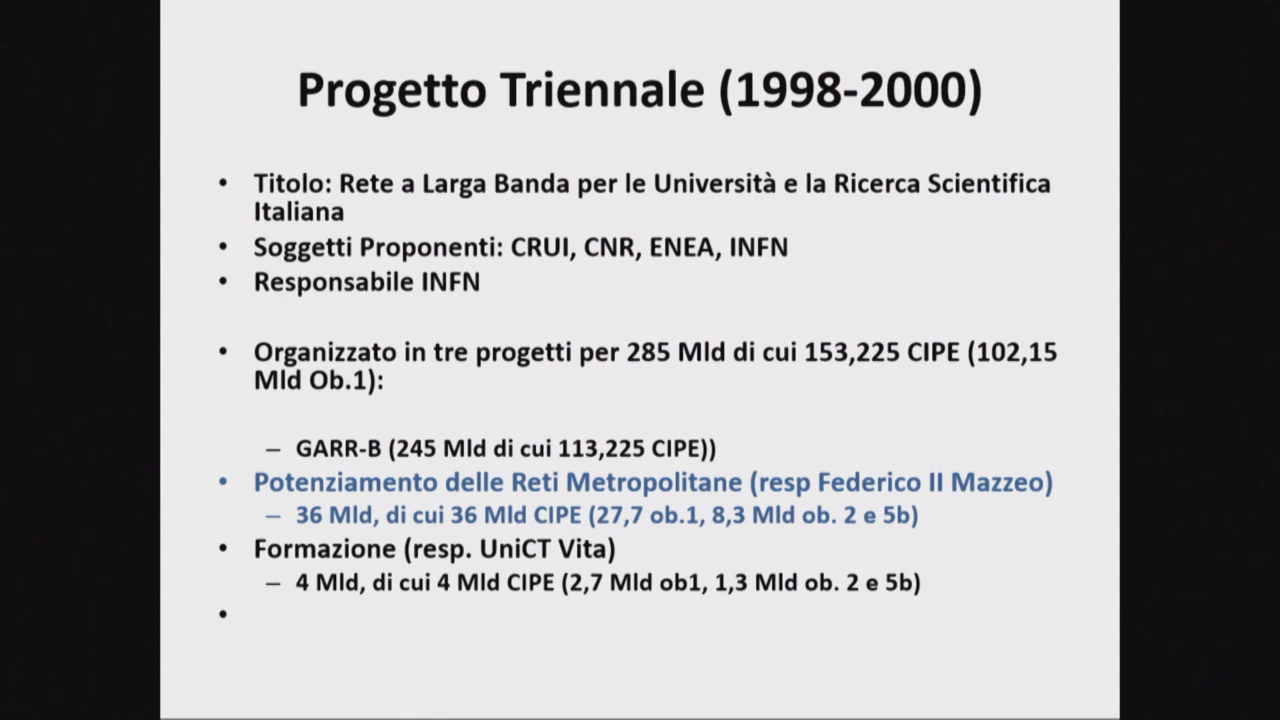 Progetto Triennale (1998-2000)
• Titolo: Rete a Larga Banda per le Università e la Ricerca Scientifica
Italiana
• Soggetti Proponenti: CRUI, CNR, ENEA, INFN
• Responsabile INFN
• Organizzato in tre progetti per 285 Mld di cui 153,225 CIPE (102,15
Mld Ob.1):
– GARR-B (245 Mld di cui 113,225 CIPE))
• Potenziamento delle Reti Metropolitane (resp Federico II Mazzeo)
– 36 Mld, di cui 36 Mld CIPE (27,7 ob.1, 8,3 Mld ob. 2 e 5b)
• Formazione (resp. UniCT Vita)
– 4 Mld, di cui 4 Mld CIPE (2,7 Mld ob1, 1,3 Mld ob. 2 e 5b)
•